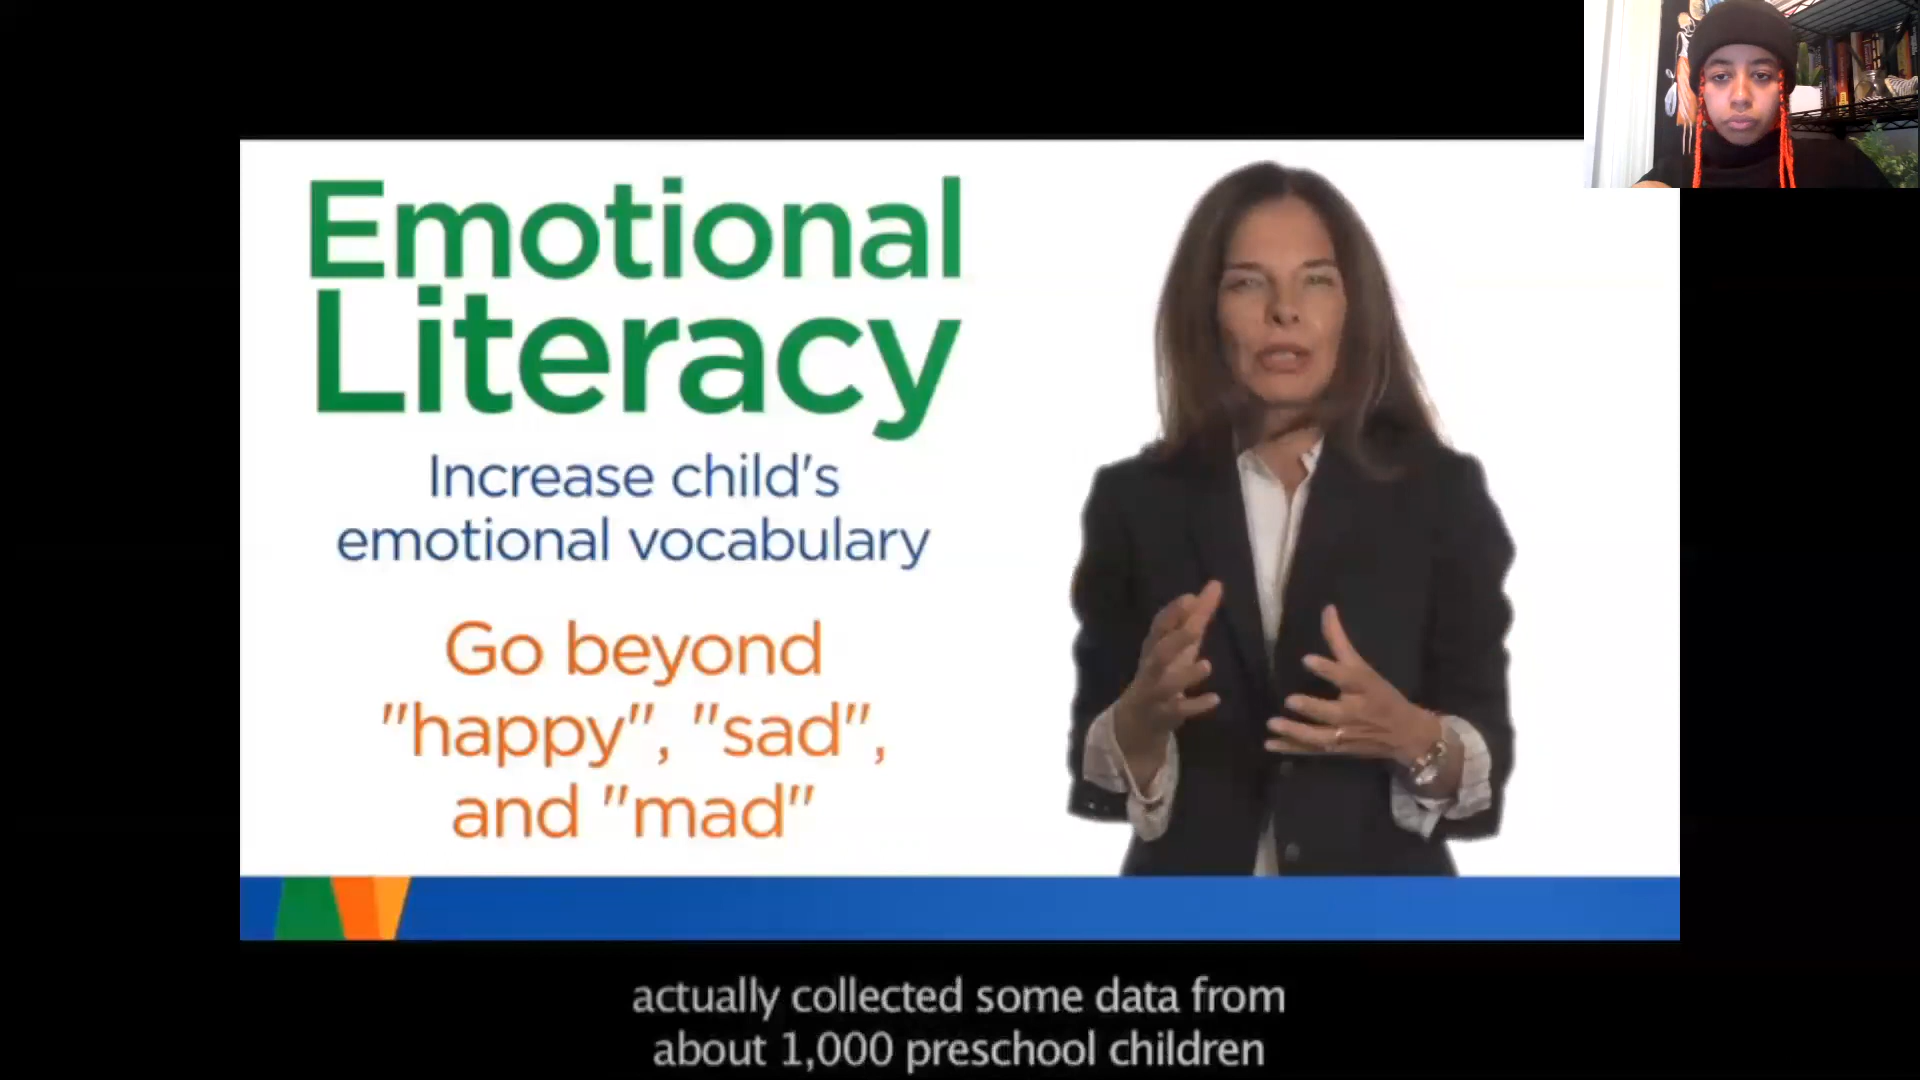 Emotional
Literacy
Increase child's
emotional vocabulary
Go beyond
"happy", "sad",
and "mad"
actually collected some data from
about 1,000 preschool children